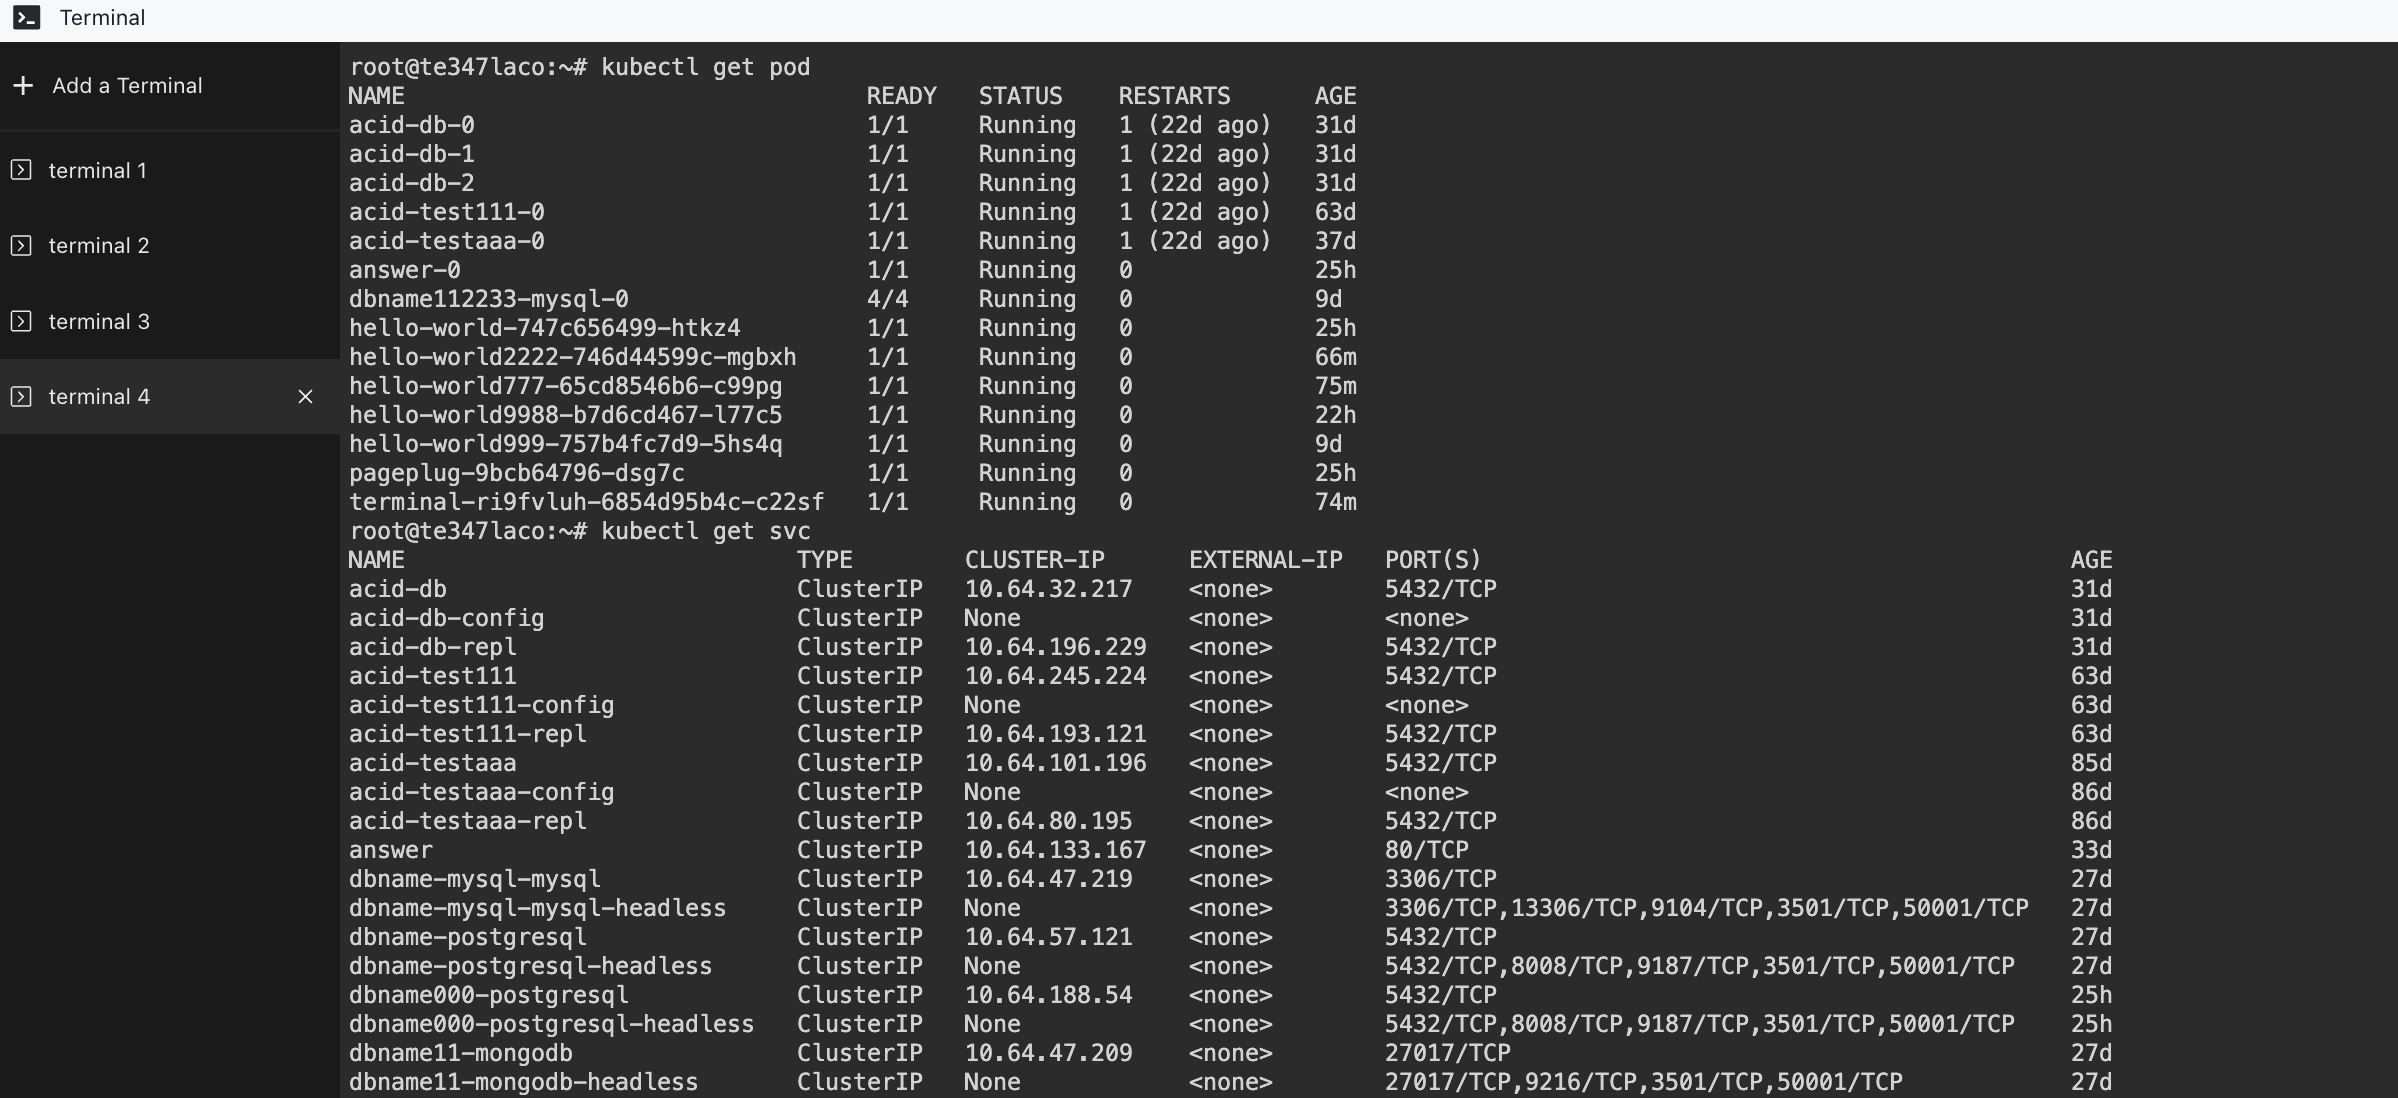 Terminal
Add a Terminal
terminal 1
terminal 2
terminal 3
terminal 4
root@te347laco:~# kubectl get pod
NAME READY STATUS RESTARTS AGE
acid-db-0 1/1 Running 1 (22d ago) 31d
acid-db-1 1/1 Running 1 (22d ago) 31d
acid-db-2 1/1 Running 1 (22d ago) 31d
acid-test111-0 1/1 Running 1 (22d ago) 63d
acid-testaaa-0 1/1 Running 1 (22d ago) 37d
answer-0 1/1 Running 0 25h
dbname112233-mysql-0 4/4 Running 0 9d
hello-world-747c656499-htkz4 1/1 Running 0 25h
hello-world2222-746d44599c-mgbxh 1/1 Running 0 66m
hello-world777-65cd8546b6-c99pg 1/1 Running 0 75m
hello-world9988-b7d6cd467-l77c5 1/1 Running 0 22h
hello-world999-757b4fc7d9-5hs4q 1/1 Running 0 9d
pageplug-9bcb64796-dsg7c 1/1 Running 0 25h
terminal-ri9fvluh-6854d95b4c-c22sf 1/1 Running 0 74m
root@te347laco:~# kubectl get svc
NAME TYPE CLUSTER-IP EXTERNAL-IP PORT(S) AGE
acid-db ClusterIP 10.64.32.217 <none> 5432/TCP 31d
acid-db-config ClusterIP None <none> <none> 31d
acid-db-repl ClusterIP 10.64.196.229 <none> 5432/TCP 31d
acid-test111 ClusterIP 10.64.245.224 <none> 5432/TCP 63d
acid-test111-config ClusterIP None <none> <none> 63d
acid-test111-repl ClusterIP 10.64.193.121 <none> 5432/TCP 63d
acid-testaaa ClusterIP 10.64.101.196 <none> 5432/TCP 85d
acid-testaaa-config ClusterIP None <none> <none> 86d
acid-testaaa-repl ClusterIP 10.64.80.195 <none> 5432/TCP 86d
answer ClusterIP 10.64.133.167 <none> 80/TCP 33d
dbname-mysql-mysql ClusterIP 10.64.47.219 <none> 3306/TCP 27d
dbname-mysql-mysql-headless ClusterIP None <none> 3306/TCP,13306/TCP,9104/TCP,3501/TCP,50001/TCP 27d
dbname-postgresql ClusterIP 10.64.57.121 <none> 5432/TCP 27d
dbname-postgresql-headless ClusterIP None <none> 5432/TCP,8008/TCP,9187/TCP,3501/TCP,50001/TCP 27d
dbname000-postgresql ClusterIP 10.64.188.54 <none> 5432/TCP 25h
dbname000-postgresql-headless ClusterIP None <none> 5432/TCP,8008/TCP,9187/TCP,3501/TCP,50001/TCP 25h
dbname11-mongodb ClusterIP 10.64.47.209 <none> 27017/TCP 27d
dbname11-mongodb-headless ClusterIP None <none> 27017/TCP,9216/TCP,3501/TCP,50001/TCP 27d